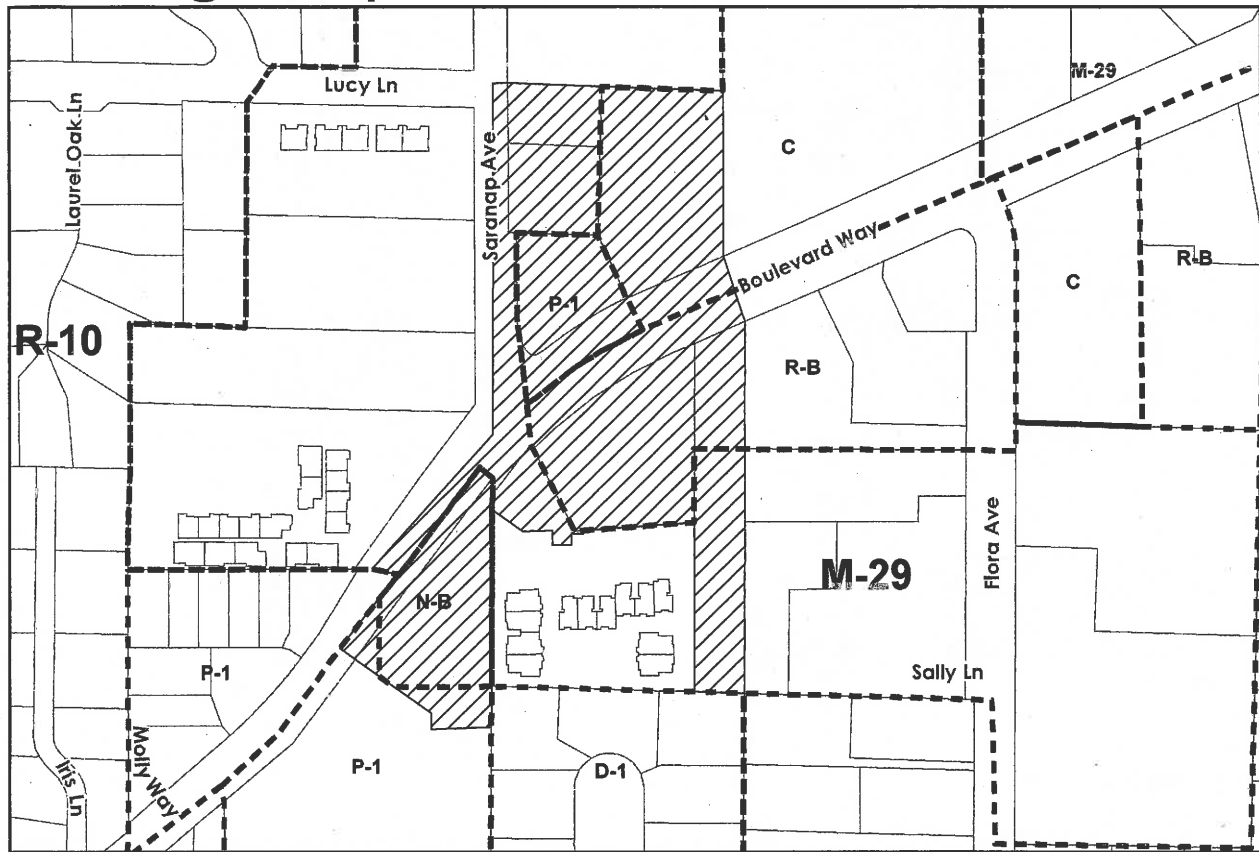 Lucy Ln
M-29
Laurel Oak Ln
Saranap Ave
C
Boulevard Way
R-B
C
P-1
R-10
R-B
M-29
Flora Ave
N-B
P-1
Sally Ln
Molly Way
Iris Ln
P-1
D-1